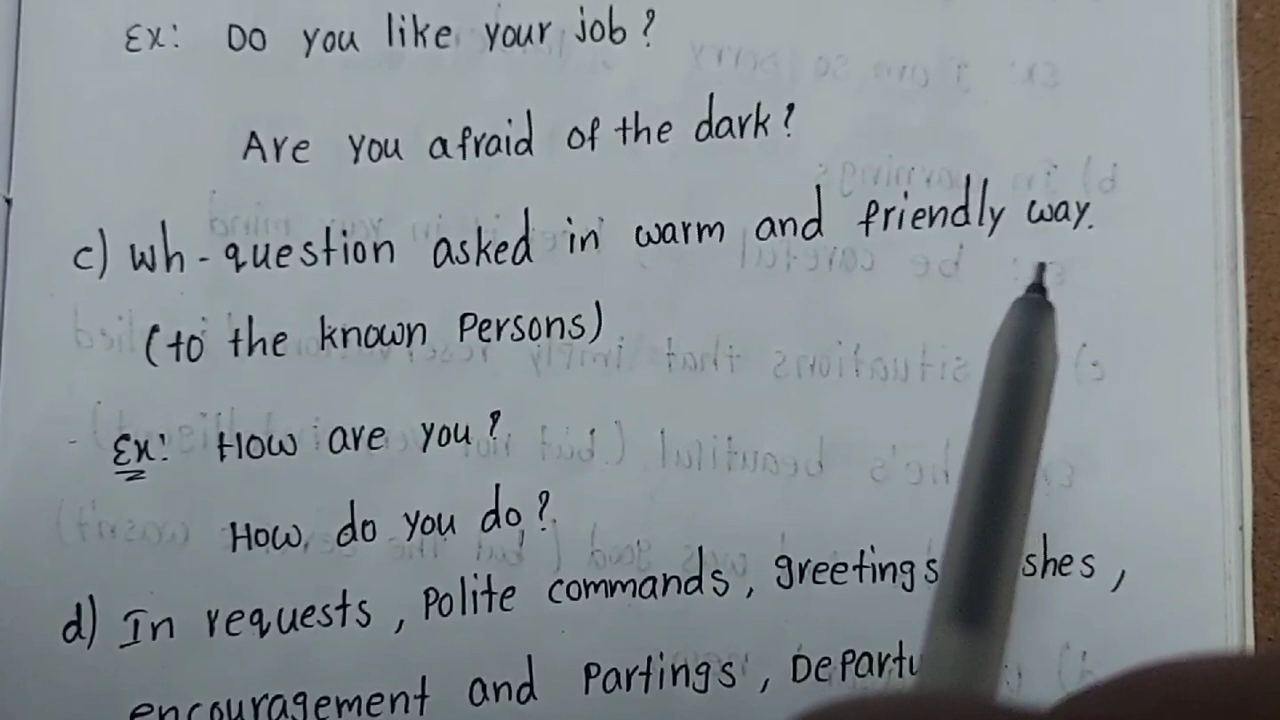 Ex: Do you like your job?
Are you afraid of the dark?
c) Wh-question asked in warm and friendly way.
(to the known Persons)
Ex: How are you?
How do you do?
d) In requests, Polite commands, greetings shes,
encouragement and Partings, Departu